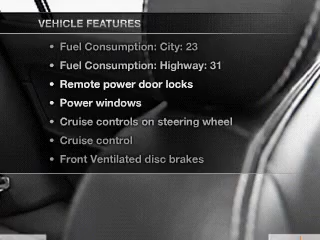 VEHICLE FEATURES
• Fuel Consumption: City: 23
• Fuel Consumption: Highway: 31
• Remote power door locks
• Power windows
• Cruise controls on steering wheel
• Cruise control
• Front Ventilated disc brakes